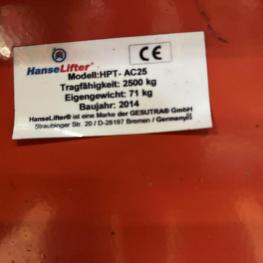 HanseLifter®
CE
Modell:HPT- AC25
Tragfähigkeit: 2500 kg
Eigengewicht: 71 kg
Baujahr: 2014
HanseLifter® ist eine Marke der GESUTRA® GmbH
Straubinger Str. 20 / D-28197 Bremen / Germany